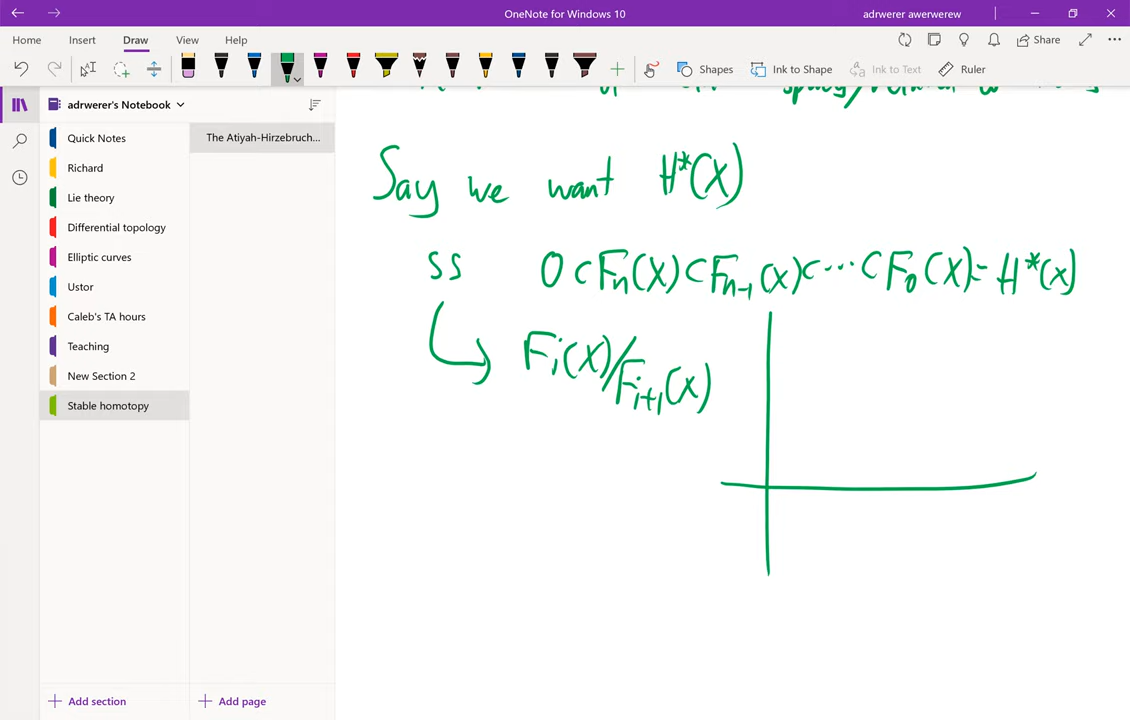 OneNote for Windows 10
adrwerer awerwerew
Home Insert Draw View Help
Share
Shapes Ink to Shape Ink to Text Ruler
adrwerer's Notebook
Quick Notes
Richard
Lie theory
Differential topology
Elliptic curves
Ustor
Caleb's TA hours
Teaching
New Section 2
Stable homotopy
Add section
The Atiyah-Hirzebruch...
Add page
Say we want H*(X)
ss 0 ⊂ Fₙ(X) ⊂ Fₙ₋₁(X) ⊂ ... ⊂ F₀(X) = H*(X)
Fᵢ(X)/Fᵢ₊₁(X)